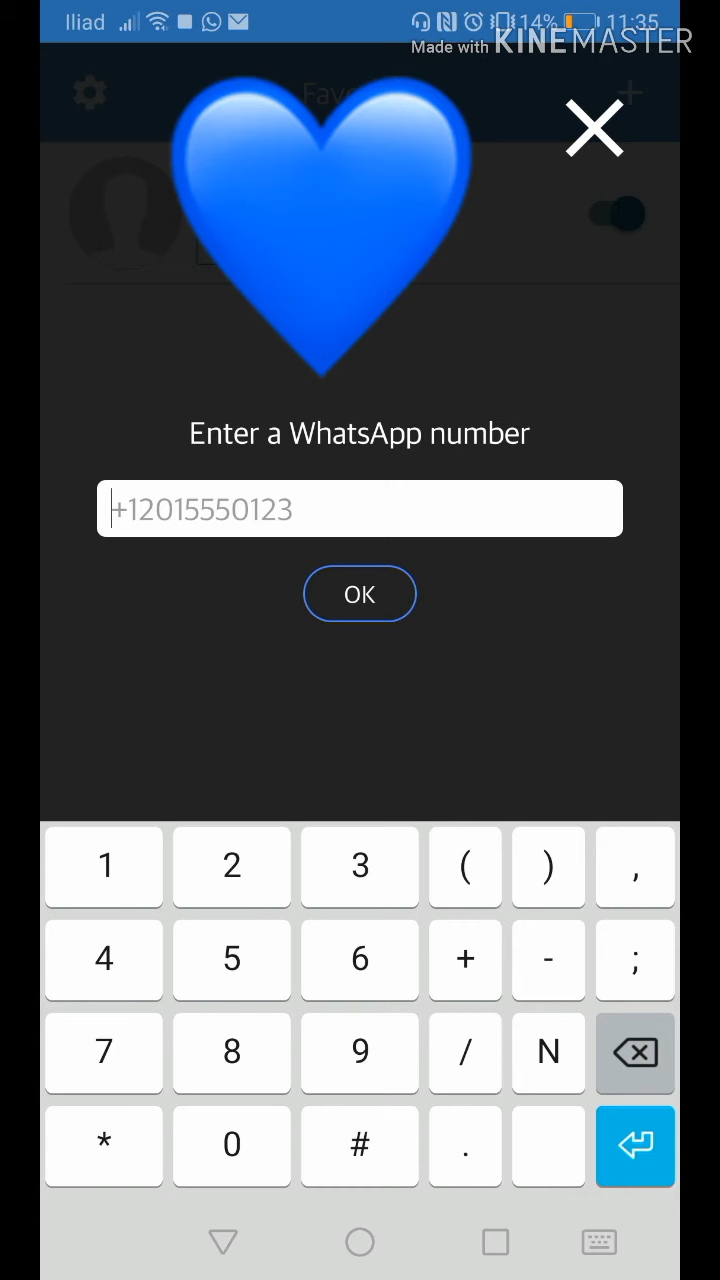 Iliad 14% 11:35
Made with KINEMASTER
Fav
Enter a WhatsApp number
+12015550123
OK
1 2 3 ( ) ,
4 5 6 + - ;
7 8 9 / N
* 0 # .